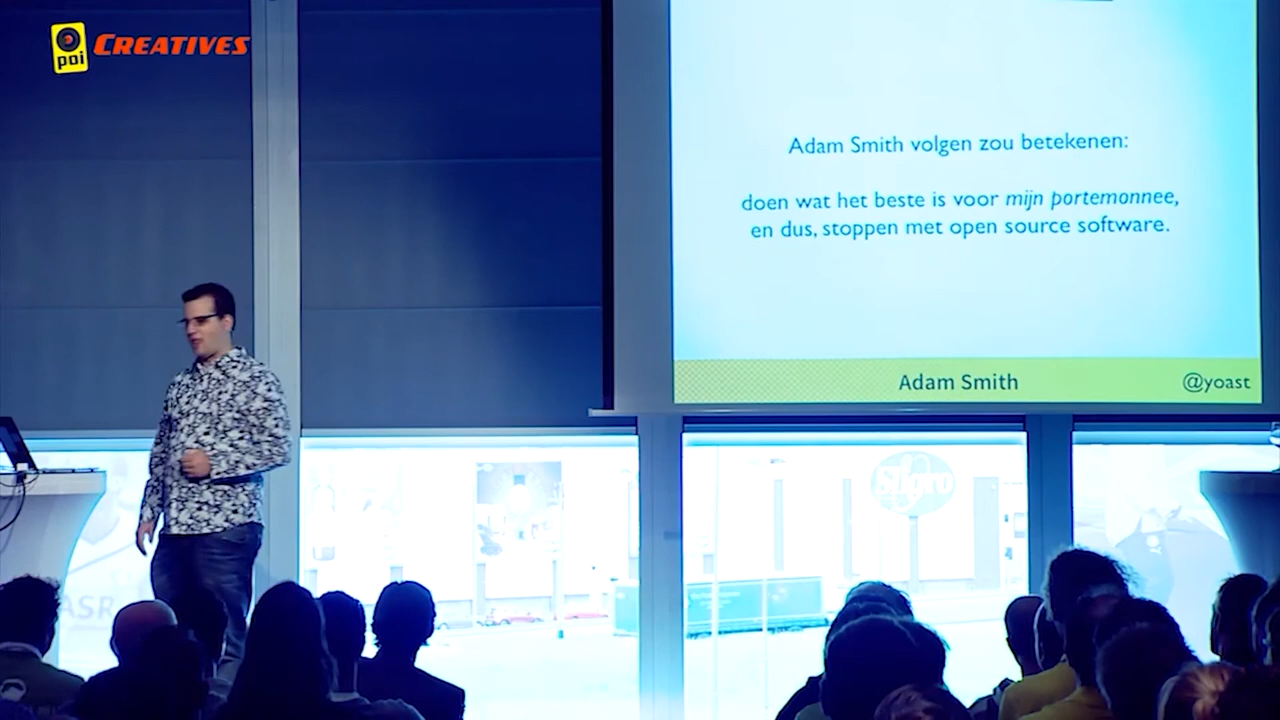 poi CREATIVES
Adam Smith volgen zou betekenen:
doen wat het beste is voor mijn portemonnee,
en dus, stoppen met open source software.
Adam Smith
@yoast
Sligro
ASR